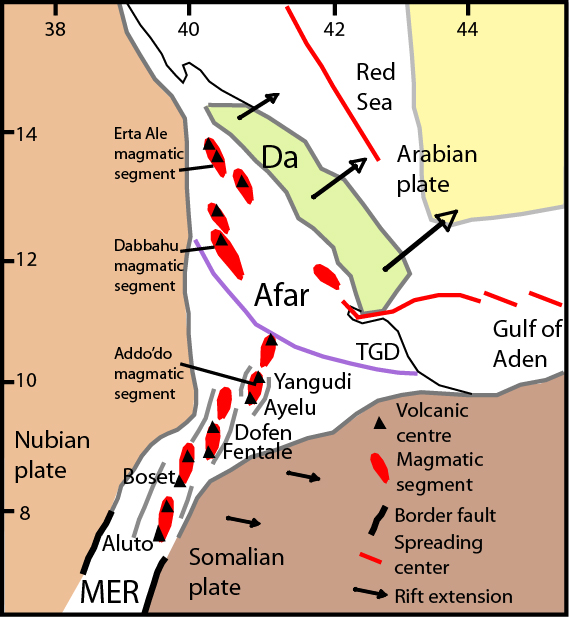 38
40
42
44
14
12
10
8
Red
Sea
Erta Ale
magmatic
segment
Da
Arabian
plate
Dabbahu
magmatic
segment
Afar
Gulf of
Aden
TGD
Addo'do
magmatic
segment
Yangudi
Ayelu
Dofen
Fentale
Nubian
plate
Boset
Aluto
MER
Somalian
plate
Volcanic
centre
Magmatic
segment
Border fault
Spreading
center
Rift extension